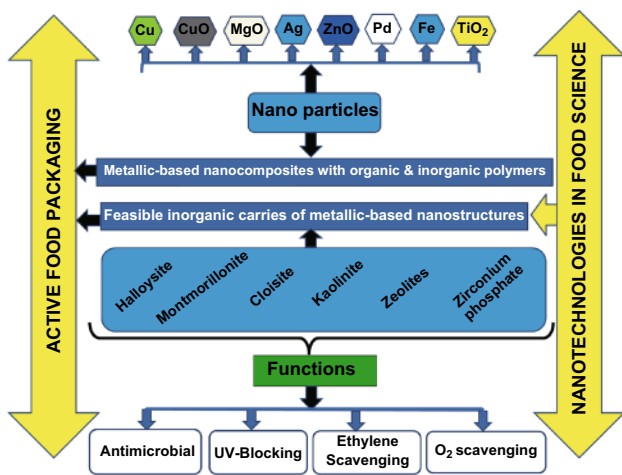 Cu CuO MgO Ag ZnO Pd Fe TiO₂
Nano particles
Metallic-based nanocomposites with organic & inorganic polymers
Feasible inorganic carries of metallic-based nanostructures
Halloysite
Montmorillonite
Cloisite
Kaolinite
Zeolites
Zirconium
phosphate
Functions
Antimicrobial
UV-Blocking
Ethylene
Scavenging
O₂ scavenging
ACTIVE FOOD PACKAGING
NANOTECHNOLOGIES IN FOOD SCIENCE